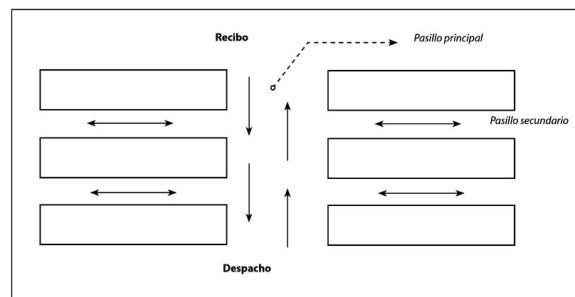 Recibo
Pasillo principal
Pasillo secundario
Despacho